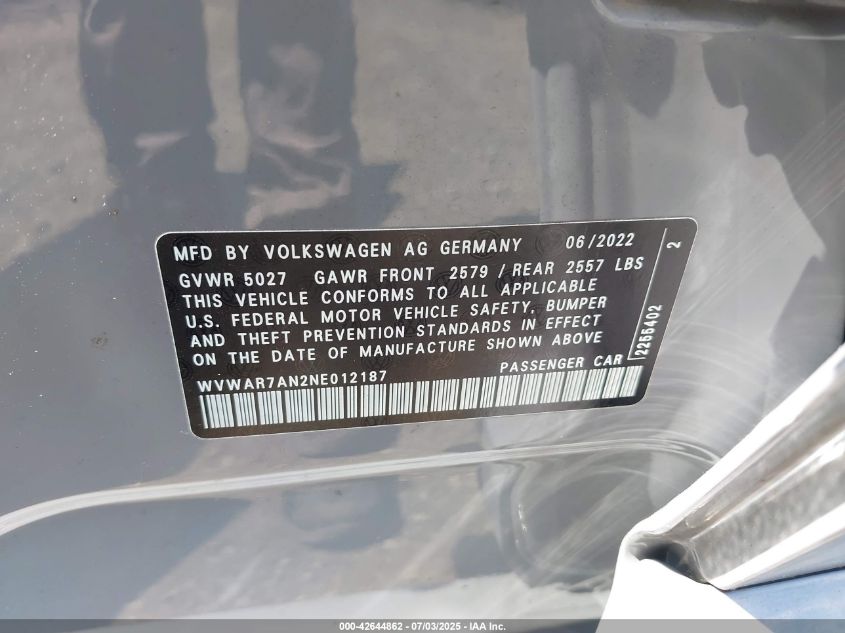 MFD BY VOLKSWAGEN AG GERMANY 06/2022
GVWR 5027 GAWR FRONT 2579 / REAR 2557 LBS
THIS VEHICLE CONFORMS TO ALL APPLICABLE
U.S. FEDERAL MOTOR VEHICLE SAFETY, BUMPER
AND THEFT PREVENTION STANDARDS IN EFFECT
ON THE DATE OF MANUFACTURE SHOWN ABOVE
WVWAR7AN2NE012187 PASSENGER CAR
2256402 2
000-42644862 - 07/03/2025 - IAA Inc.